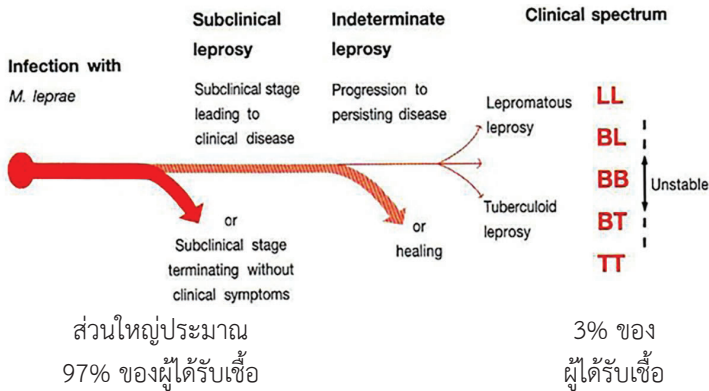 Subclinical
leprosy
Indeterminate
leprosy
Clinical spectrum
Infection with
M. leprae
Subclinical stage
leading to
clinical disease
Progression to
persisting disease
Lepromatous
leprosy
Tuberculoid
leprosy
LL
BL
BB
BT
TT
Unstable
or
Subclinical stage
terminating without
clinical symptoms
or
healing
ส่วนใหญ่ประมาณ
97% ของผู้ได้รับเชื้อ
3% ของ
ผู้ได้รับเชื้อ